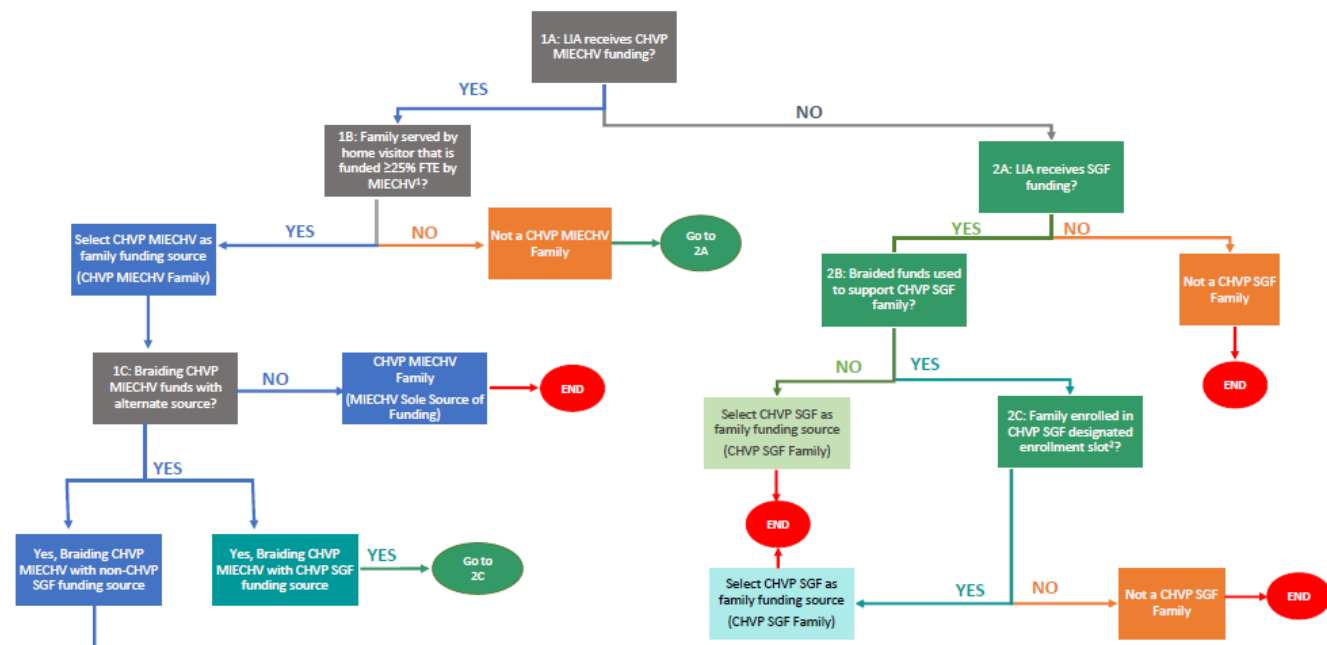 1A: LIA receives CHVP
MIECHV funding?
YES
NO
1B: Family served by
home visitor that is
funded ≥25% FTE by
MIECHV¹?
2A: LIA receives SGF
funding?
YES
NO
Select CHVP MIECHV as
family funding source
(CHVP MIECHV Family)
Not a CHVP MIECHV
Family
Go to
2A
YES
NO
2B: Braided funds used
to support CHVP SGF
family?
Not a CHVP SGF
Family
1C: Braiding CHVP
MIECHV funds with
alternate source?
NO
CHVP MIECHV
Family
(MIECHV Sole Source of
Funding)
END
NO
YES
END
Select CHVP SGF as
family funding source
(CHVP SGF Family)
2C: Family enrolled in
CHVP SGF designated
enrollment slot²?
YES
END
Yes, Braiding CHVP
MIECHV with non-CHVP
SGF funding source
Yes, Braiding CHVP
MIECHV with CHVP SGF
funding source
YES
Go to
2C
Select CHVP SGF as
family funding source
(CHVP SGF Family)
YES
NO
Not a CHVP SGF
Family
END